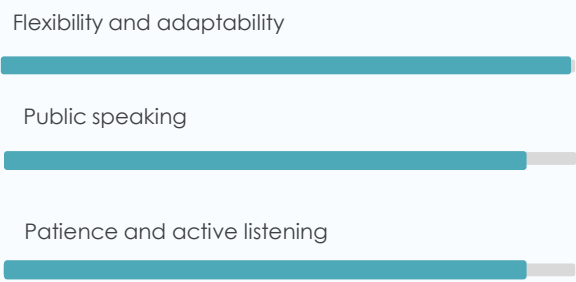 Flexibility and adaptability
Public speaking
Patience and active listening